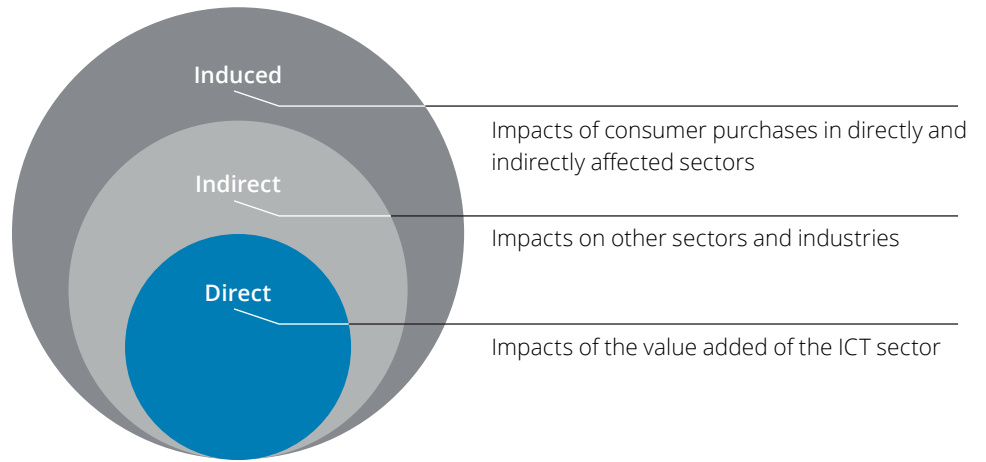 Induced
Impacts of consumer purchases in directly and
indirectly affected sectors
Indirect
Impacts on other sectors and industries
Direct
Impacts of the value added of the ICT sector